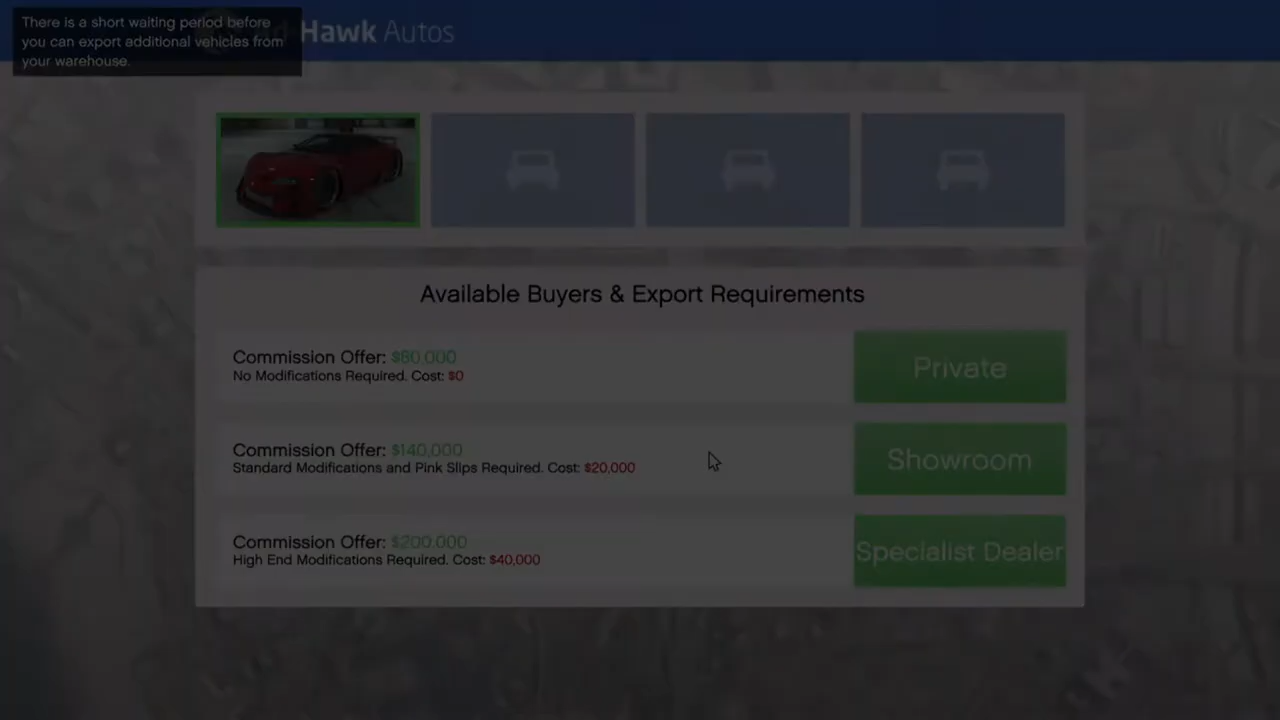 There is a short waiting period before
you can export additional vehicles from
your warehouse.
Hawk Autos
Available Buyers & Export Requirements
Commission Offer: $80,000
No Modifications Required. Cost: $0
Private
Commission Offer: $140,000
Standard Modifications and Pink Slips Required. Cost: $20,000
Showroom
Commission Offer: $200,000
High End Modifications Required. Cost: $40,000
Specialist Dealer